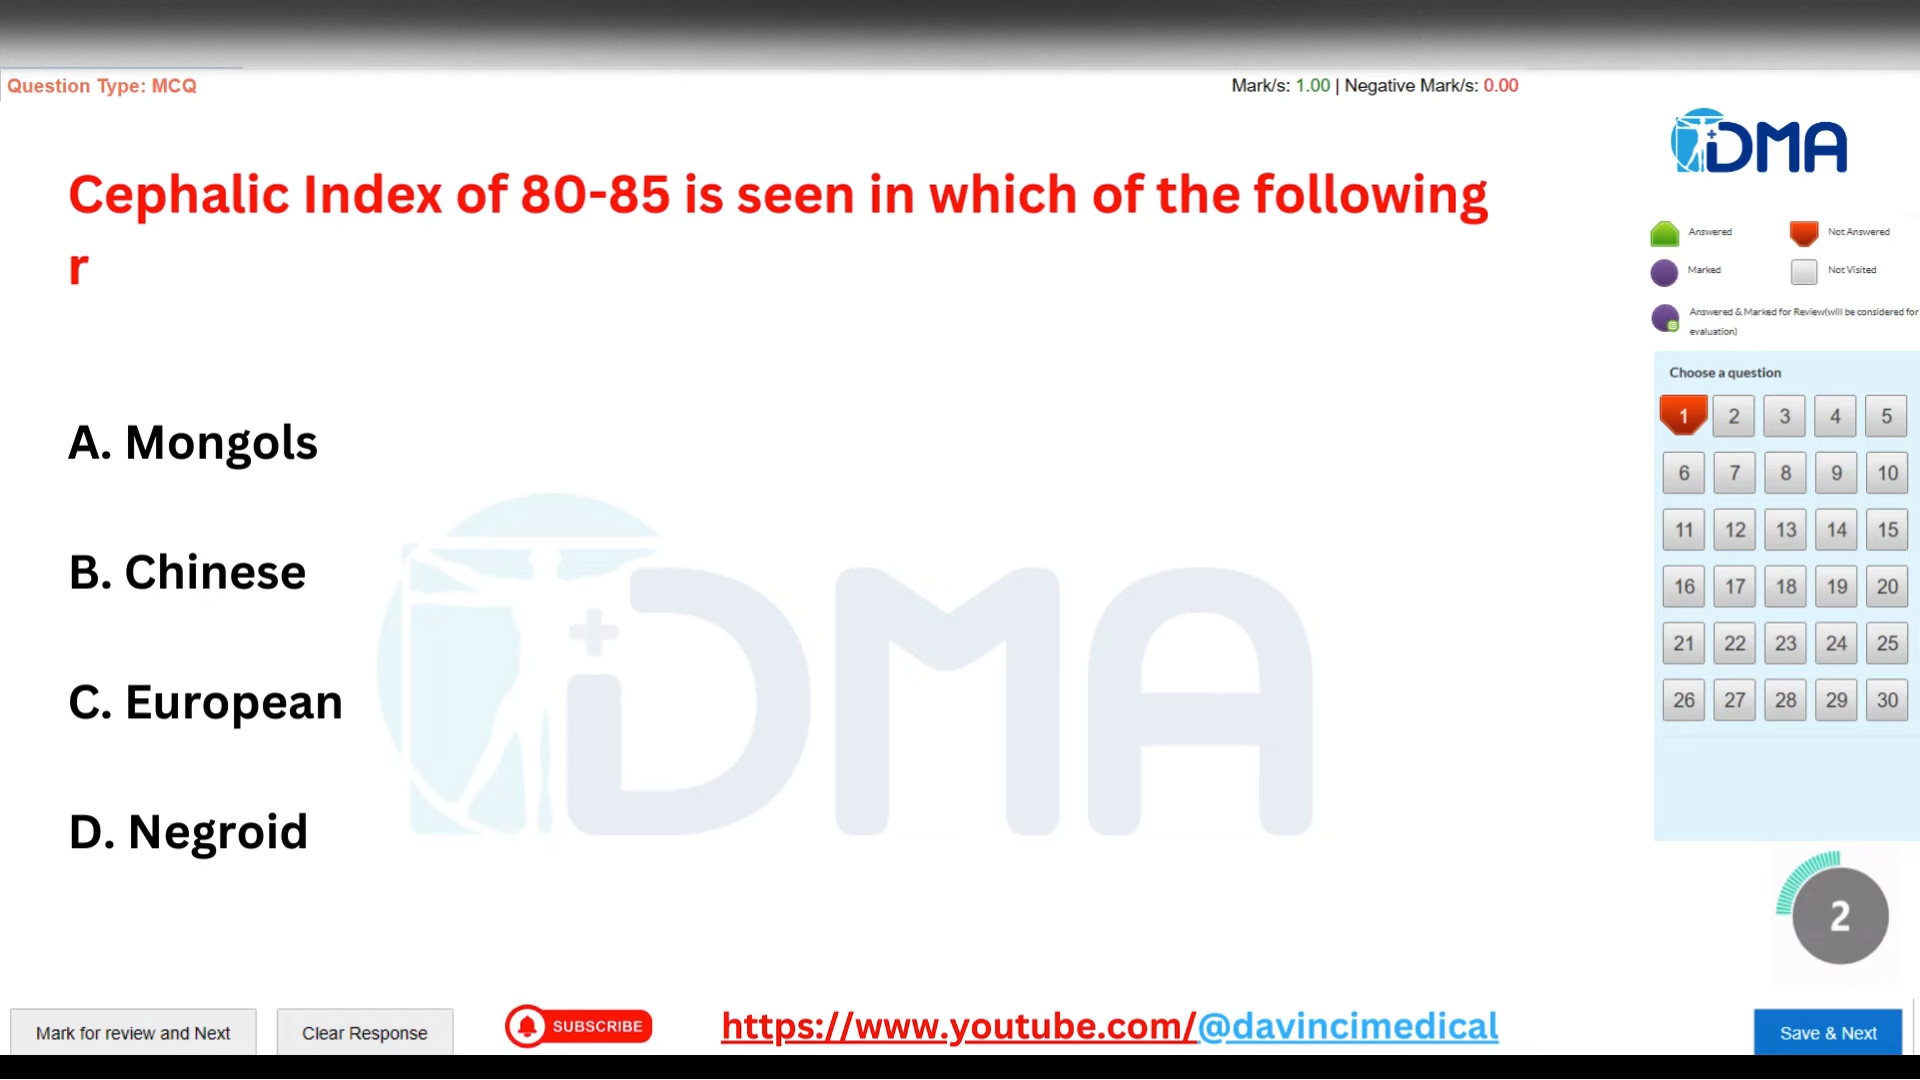 Question Type: MCQ
Mark/s: 1.00 | Negative Mark/s: 0.00
DMA
Cephalic Index of 80-85 is seen in which of the following
r
Answered
Not Answered
Marked
Not Visited
Answered & Marked for Review(will be considered for
evaluation)
Choose a question
1 2 3 4 5
6 7 8 9 10
11 12 13 14 15
16 17 18 19 20
21 22 23 24 25
26 27 28 29 30
A. Mongols
B. Chinese
C. European
D. Negroid
DMA
2
Mark for review and Next
Clear Response
SUBSCRIBE
https://www.youtube.com/@davincimedical
Save & Next